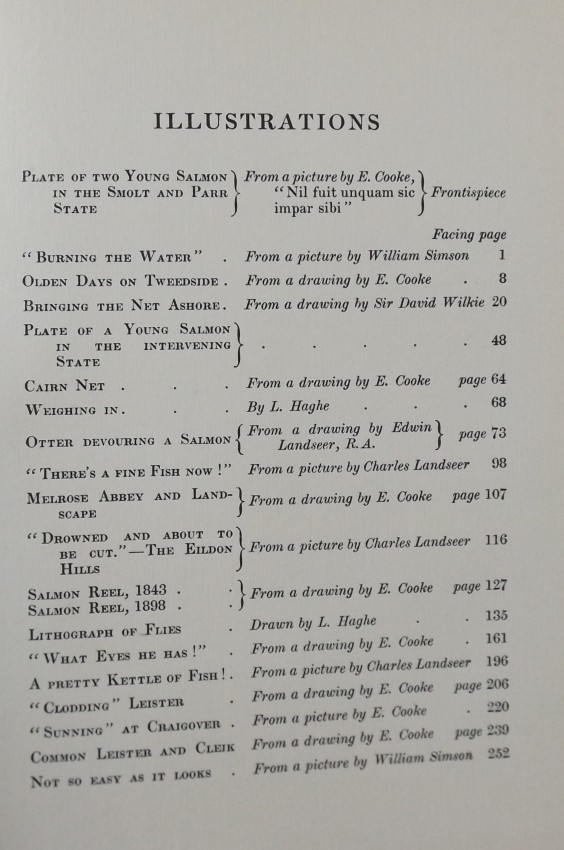 ILLUSTRATIONS
PLATE OF TWO YOUNG SALMON IN THE SMOLT AND PARR STATE } From a picture by E. Cooke, "Nil fuit unquam sic impar sibi" } Frontispiece
Facing page
"BURNING THE WATER" . From a picture by William Simson 1
OLDEN DAYS ON TWEEDSIDE . From a drawing by E. Cooke . 8
BRINGING THE NET ASHORE . From a drawing by Sir David Wilkie 20
PLATE OF A YOUNG SALMON IN THE INTERVENING STATE } . . . . . 48
CAIRN NET . . . From a drawing by E. Cooke page 64
WEIGHING IN . . . By L. Haghe . . . 68
OTTER DEVOURING A SALMON { From a drawing by Edwin Landseer, R.A. } page 73
"THERE'S A FINE FISH NOW!" From a picture by Charles Landseer 98
MELROSE ABBEY AND LANDSCAPE } From a drawing by E. Cooke page 107
"DROWNED AND ABOUT TO BE CUT."—THE EILDON HILLS } From a picture by Charles Landseer 116
SALMON REEL, 1843 . .
SALMON REEL, 1898 . . } From a drawing by E. Cooke page 127
LITHOGRAPH OF FLIES . Drawn by L. Haghe . . 135
"WHAT EYES HE HAS!" . From a drawing by E. Cooke . 161
A PRETTY KETTLE OF FISH! . From a picture by Charles Landseer 196
"CLODDING" LEISTER . From a drawing by E. Cooke page 206
"SUNNING" AT CRAIGOVER . From a picture by E. Cooke . 220
COMMON LEISTER AND CLEIK From a drawing by E. Cooke page 239
NOT SO EASY AS IT LOOKS . From a picture by William Simson 252